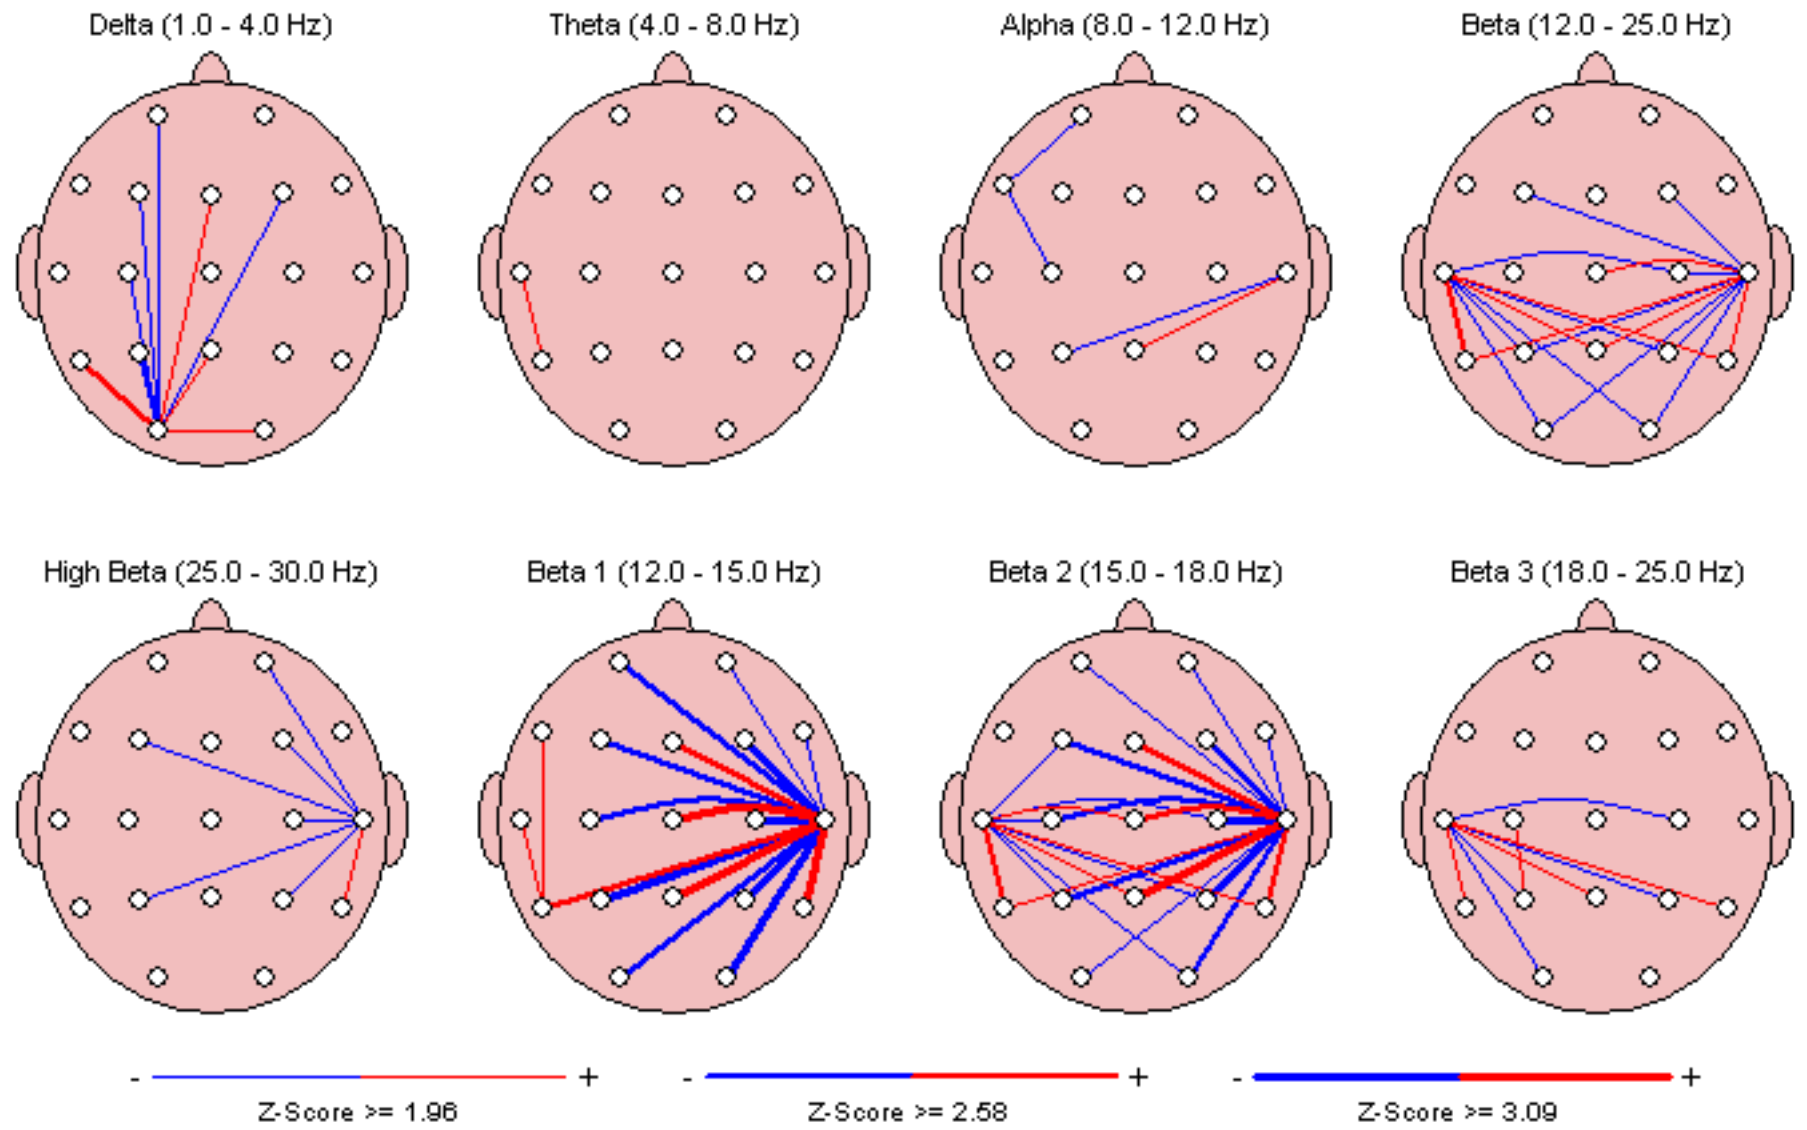 Delta (1.0 - 4.0 Hz)
Theta (4.0 - 8.0 Hz)
Alpha (8.0 - 12.0 Hz)
Beta (12.0 - 25.0 Hz)
High Beta (25.0 - 30.0 Hz)
Beta 1 (12.0 - 15.0 Hz)
Beta 2 (15.0 - 18.0 Hz)
Beta 3 (18.0 - 25.0 Hz)
- +
Z-Score >= 1.96
- +
Z-Score >= 2.58
- +
Z-Score >= 3.09